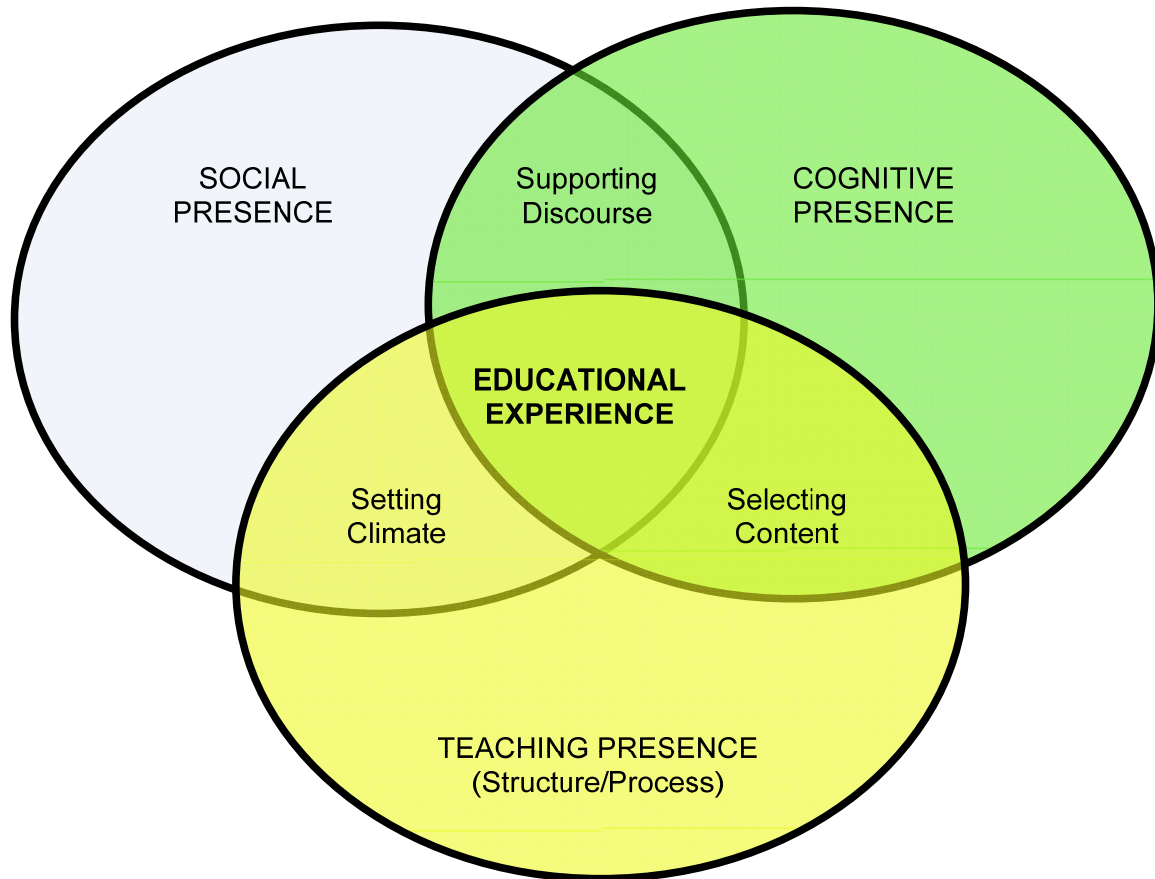 SOCIAL
PRESENCE
Supporting
Discourse
COGNITIVE
PRESENCE
EDUCATIONAL
EXPERIENCE
Setting
Climate
Selecting
Content
TEACHING PRESENCE
(Structure/Process)